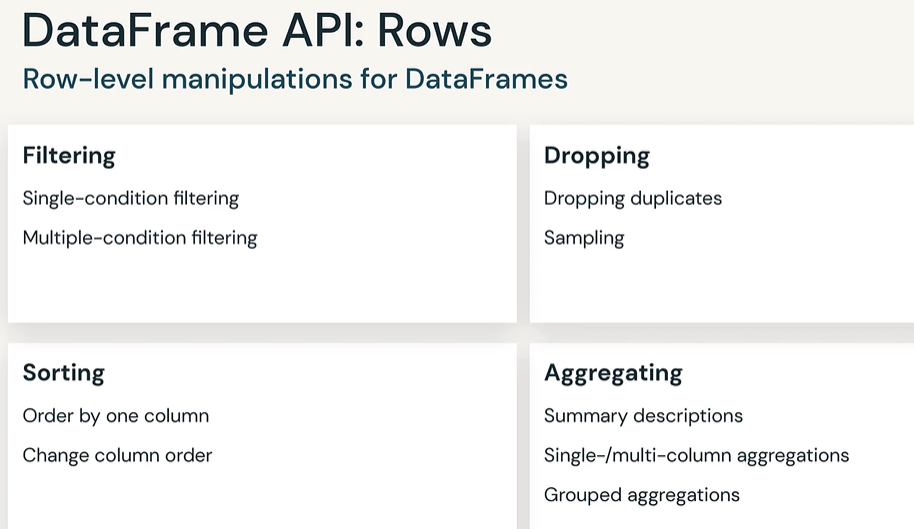 DataFrame API: Rows
Row-level manipulations for DataFrames
Filtering
Single-condition filtering
Multiple-condition filtering
Dropping
Dropping duplicates
Sampling
Sorting
Order by one column
Change column order
Aggregating
Summary descriptions
Single-/multi-column aggregations
Grouped aggregations